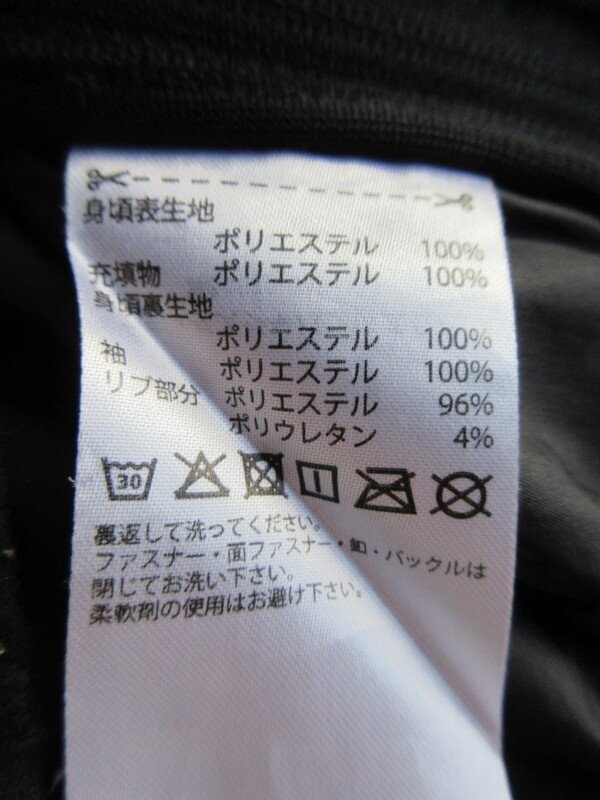 身頃表生地
ポリエステル 100%
充填物 ポリエステル 100%
身頃裏生地
ポリエステル 100%
袖 ポリエステル 100%
リブ部分 ポリエステル 96%
ポリウレタン 4%
30
裏返して洗ってください。
ファスナー・面ファスナー・釦・バックルは
閉じてお洗い下さい。
柔軟剤の使用はお避け下さい。